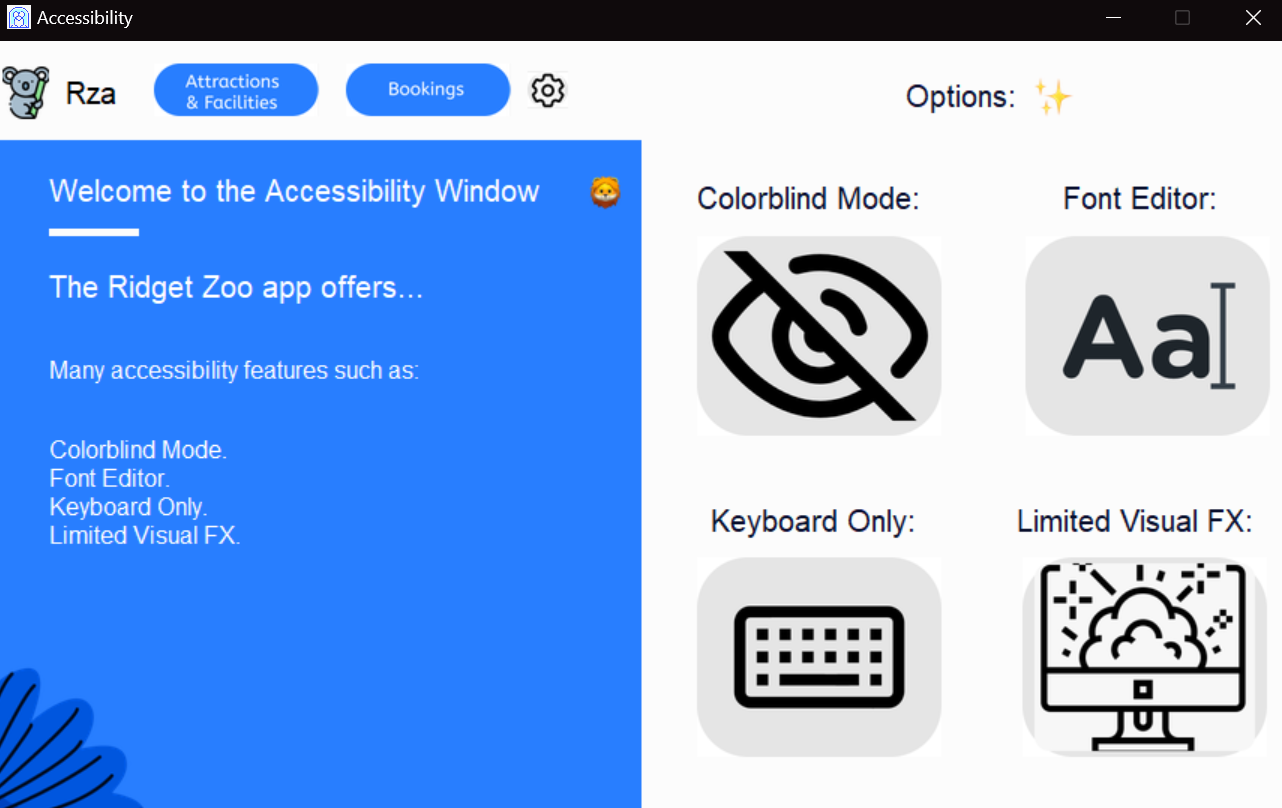 Accessibility
Rza
Attractions
& Facilities
Bookings
Options:
Welcome to the Accessibility Window
The Ridget Zoo app offers...
Many accessibility features such as:
Colorblind Mode.
Font Editor.
Keyboard Only.
Limited Visual FX.
Colorblind Mode:
Font Editor:
Aa
Keyboard Only:
Limited Visual FX: